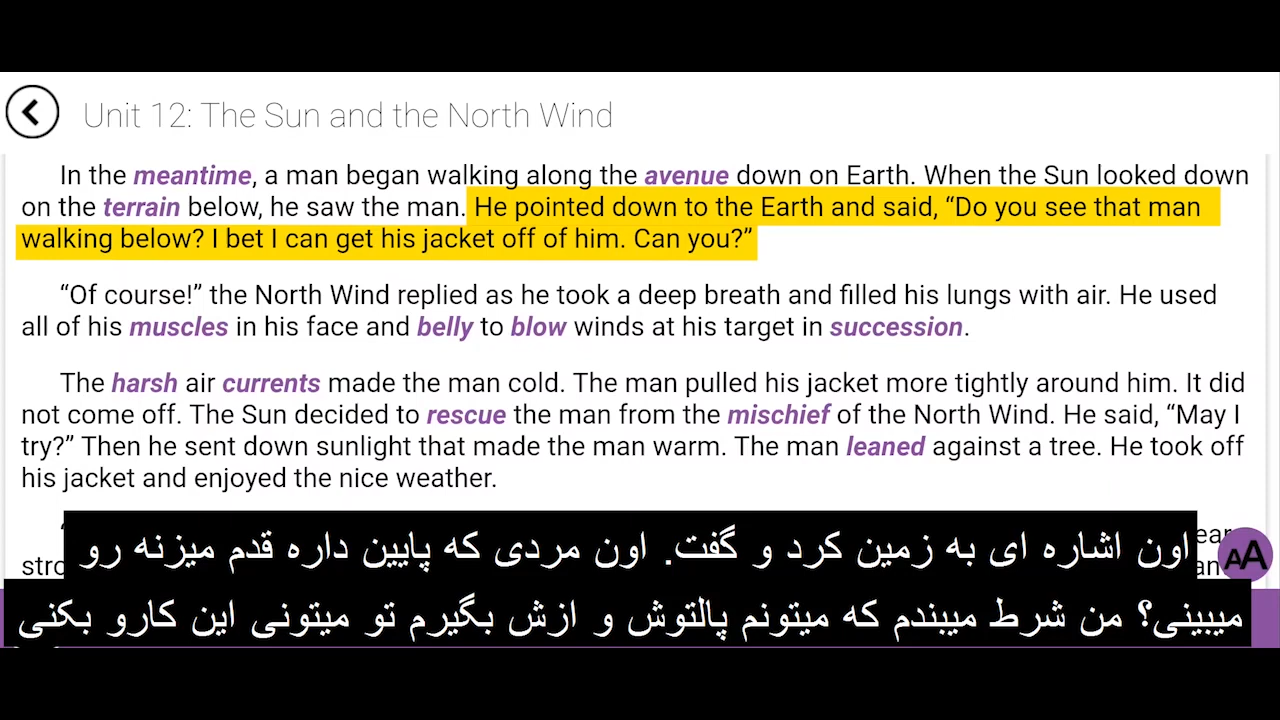 Unit 12: The Sun and the North Wind
In the meantime, a man began walking along the avenue down on Earth. When the Sun looked down
on the terrain below, he saw the man. He pointed down to the Earth and said, “Do you see that man
walking below? I bet I can get his jacket off of him. Can you?”
“Of course!” the North Wind replied as he took a deep breath and filled his lungs with air. He used
all of his muscles in his face and belly to blow winds at his target in succession.
The harsh air currents made the man cold. The man pulled his jacket more tightly around him. It did
not come off. The Sun decided to rescue the man from the mischief of the North Wind. He said, “May I
try?” Then he sent down sunlight that made the man warm. The man leaned against a tree. He took off
his jacket and enjoyed the nice weather.
اون اشاره ای به زمین کرد و گفت. اون مردی که پایین داره قدم میزنه رو
میبینی؟ من شرط میبندم که میتونم پالتوش و ازش بگیرم تو میتونی این کارو بکنی
AA